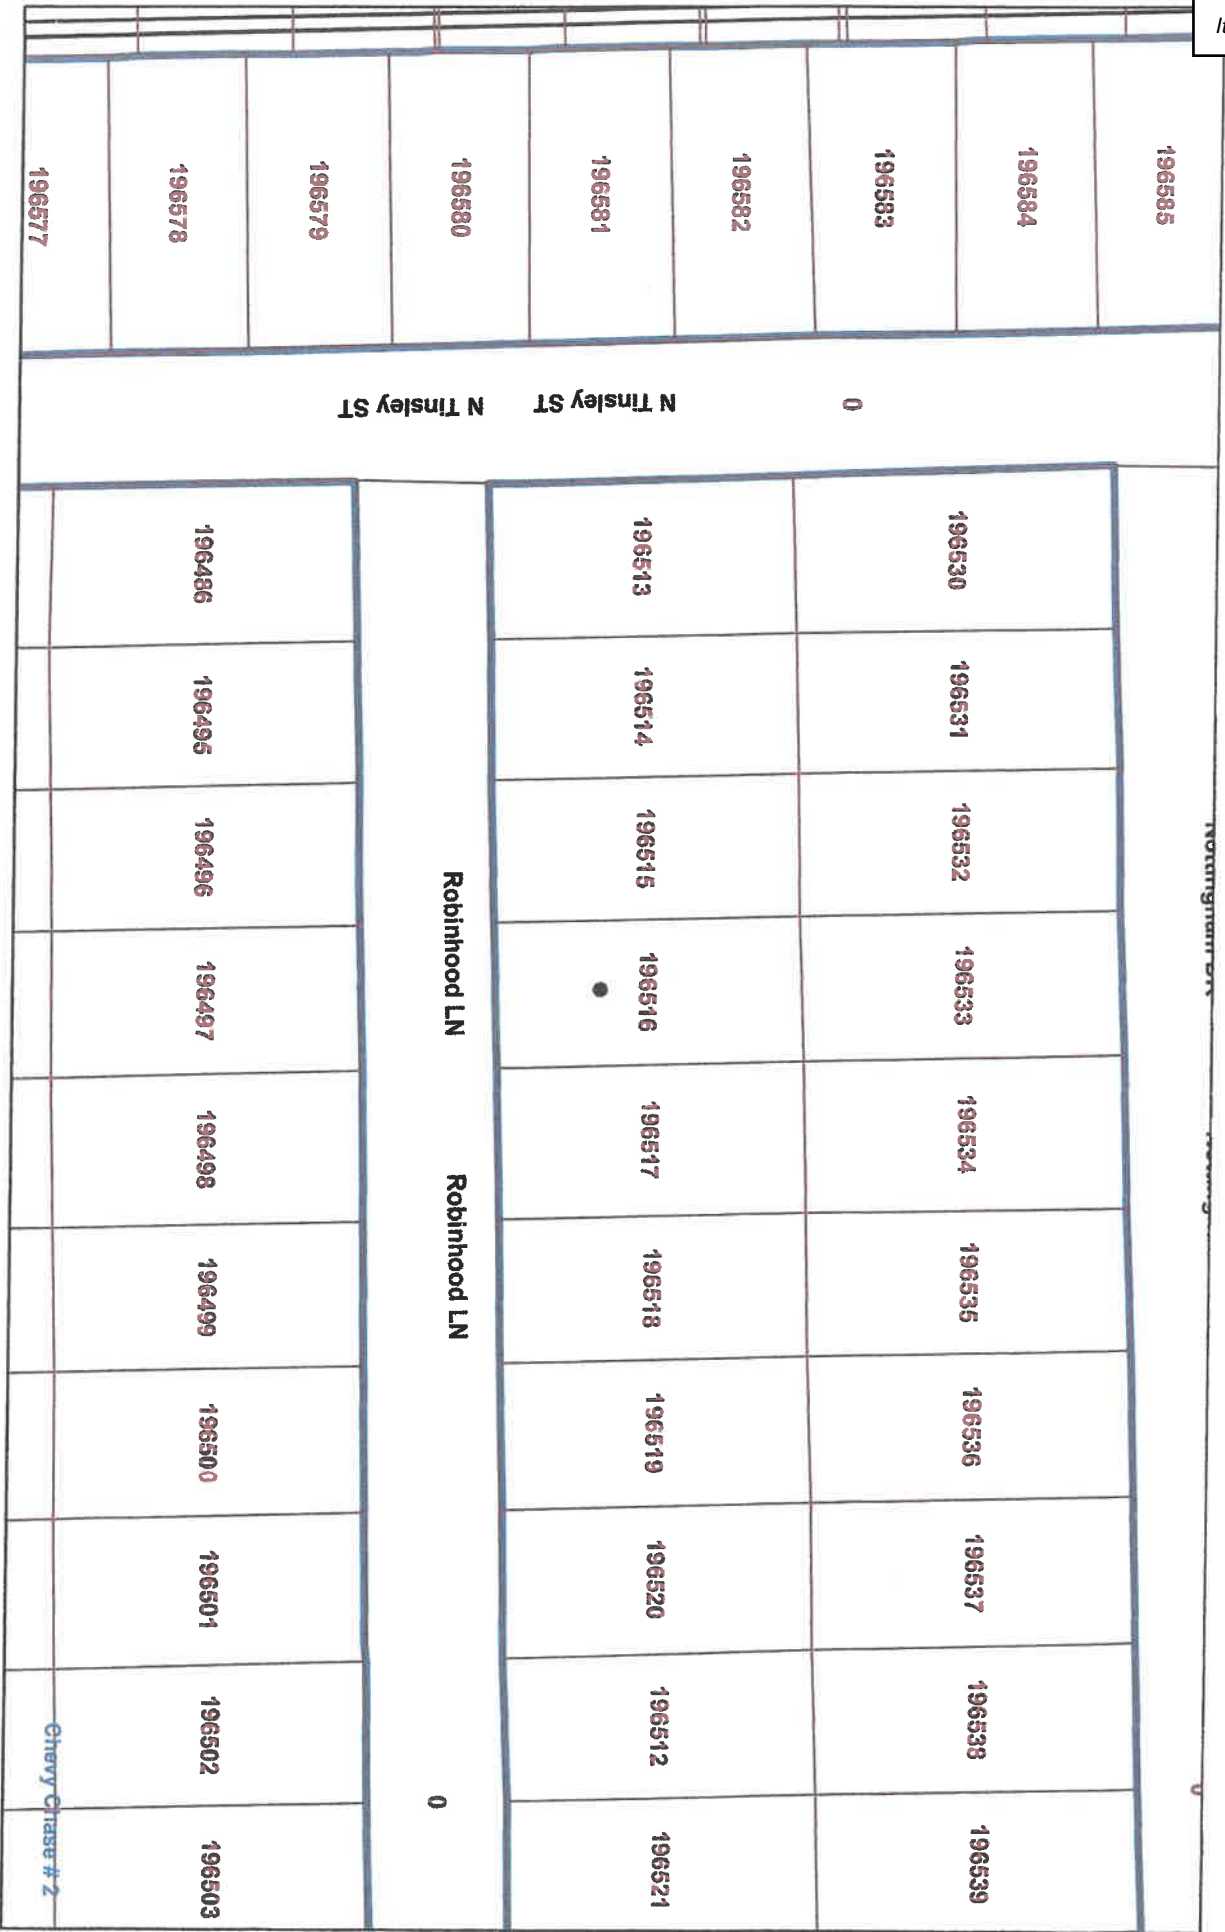 It
0
196585
196584
196530 196531 196532 196533 196534 196535 196536 196537 196538 196539
196583
0
196582
196513 196514 196515 196516 196517 196518 196519 196520 196512 196521
196581
N Tinsley ST
N Tinsley ST
196580
Robinhood LN
Robinhood LN
0
196579
196486 196495 196496 196497 196498 196499 196500 196501 196502 196503
196578
196577
Chevy Chase # 2